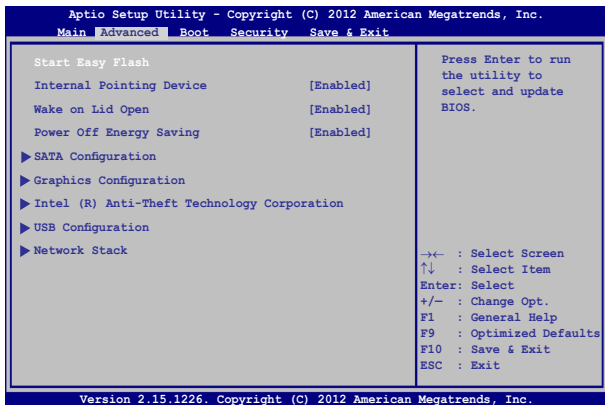 Aptio Setup Utility - Copyright (C) 2012 American Megatrends, Inc.
Main Advanced Boot Security Save & Exit
Start Easy Flash
Internal Pointing Device [Enabled]
Wake on Lid Open [Enabled]
Power Off Energy Saving [Enabled]
SATA Configuration
Graphics Configuration
Intel (R) Anti-Theft Technology Corporation
USB Configuration
Network Stack
Press Enter to run
the utility to
select and update
BIOS.
→← : Select Screen
↑↓ : Select Item
Enter: Select
+/— : Change Opt.
F1 : General Help
F9 : Optimized Defaults
F10 : Save & Exit
ESC : Exit
Version 2.15.1226. Copyright (C) 2012 American Megatrends, Inc.